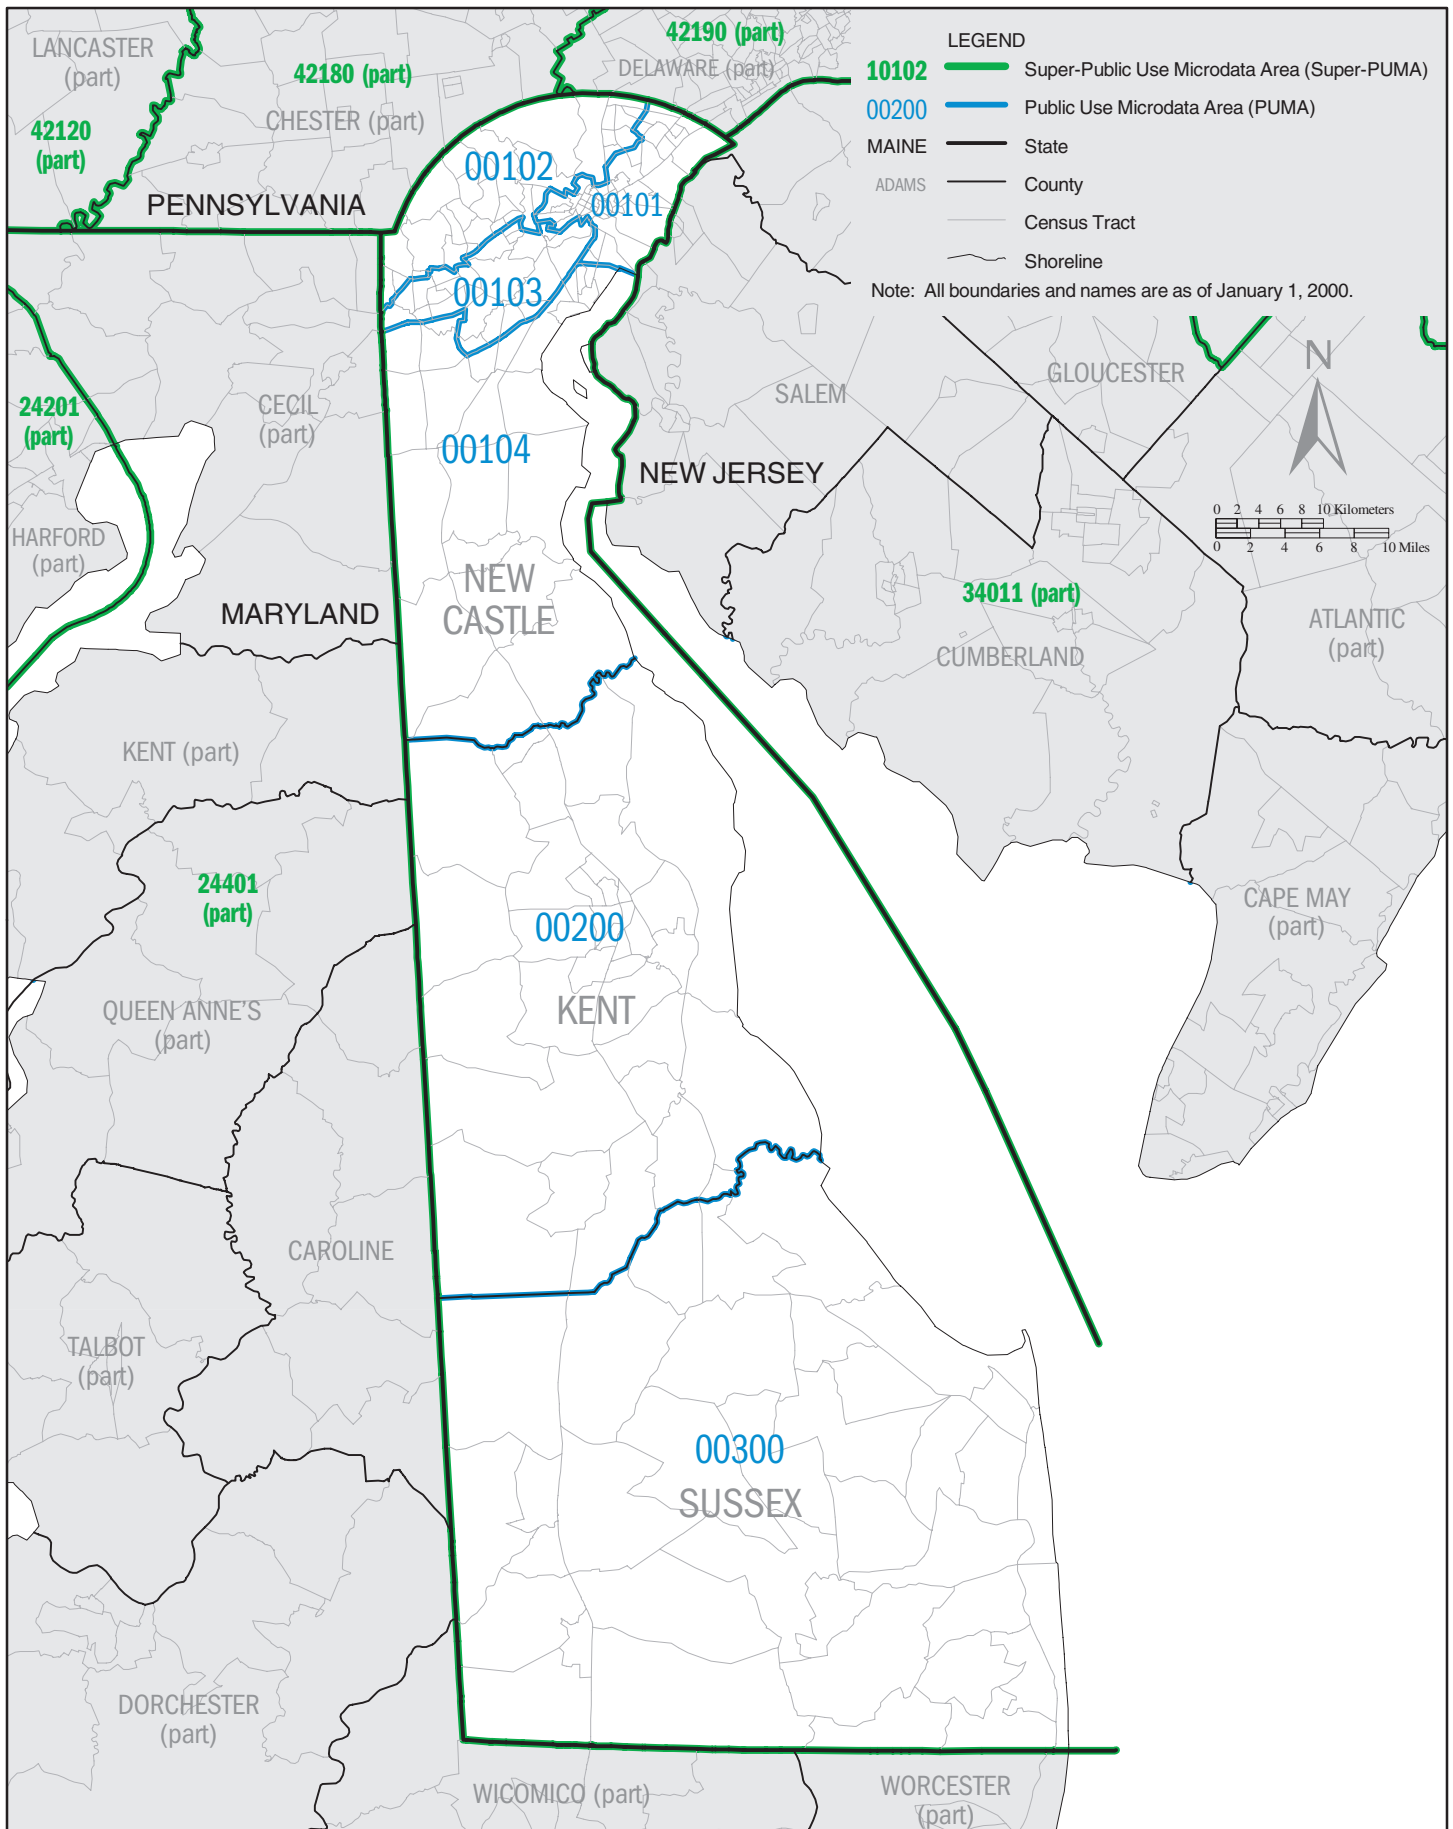 LANCASTER
(part)
42180 (part)
42190 (part)
DELAWARE (part)
CHESTER (part)
42120
(part)
PENNSYLVANIA
LEGEND
10102 Super-Public Use Microdata Area (Super-PUMA)
00200 Public Use Microdata Area (PUMA)
MAINE State
ADAMS County
Census Tract
Shoreline
Note: All boundaries and names are as of January 1, 2000.
00102
00101
00103
24201
(part)
CECIL
(part)
SALEM
GLOUCESTER
N
00104
NEW JERSEY
0 2 4 6 8 10 Kilometers
0 2 4 6 8 10 Miles
HARFORD
(part)
NEW
CASTLE
34011 (part)
MARYLAND
ATLANTIC
(part)
CUMBERLAND
KENT (part)
24401
(part)
00200
CAPE MAY
(part)
QUEEN ANNE'S
(part)
KENT
CAROLINE
TALBOT
(part)
00300
SUSSEX
DORCHESTER
(part)
WICOMICO (part)
WORCESTER
(part)